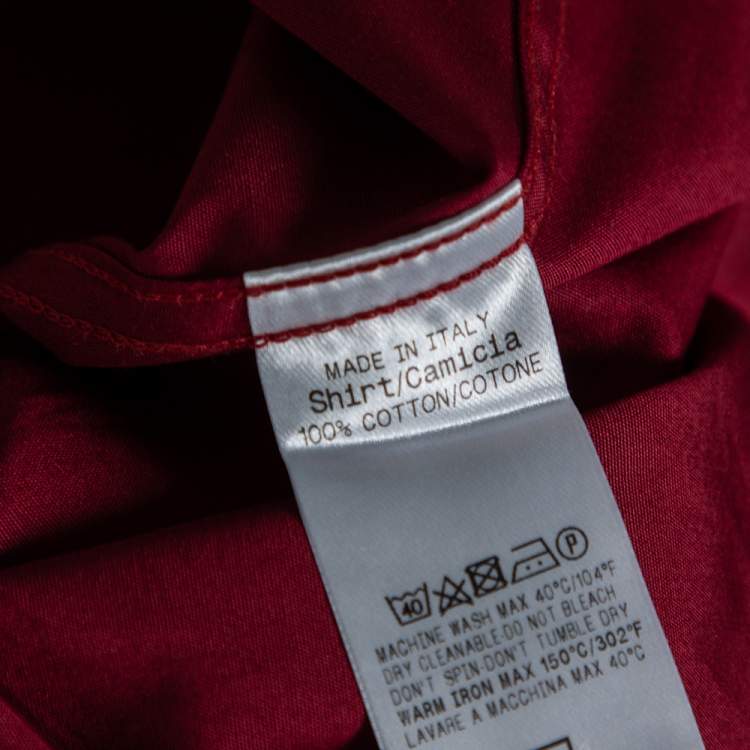 MADE IN ITALY
Shirt/Camicia
100% COTTON/COTONE
40 P
MACHINE WASH MAX 40°C/104°F
DRY CLEANABLE-DO NOT BLEACH
DON'T SPIN-DON'T TUMBLE DRY
WARM IRON MAX 150°C/302°F
LAVARE A MACCHINA MAX 40°C